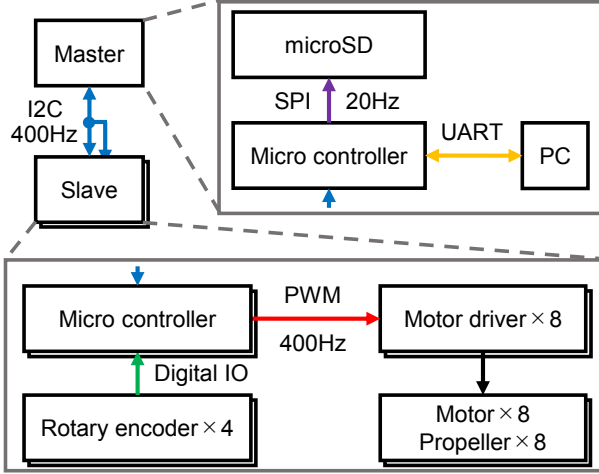 Master
I2C
400Hz
Slave
microSD
SPI 20Hz
Micro controller
UART
PC
Micro controller
PWM
400Hz
Motor driver×8
Digital IO
Rotary encoder×4
Motor×8
Propeller×8